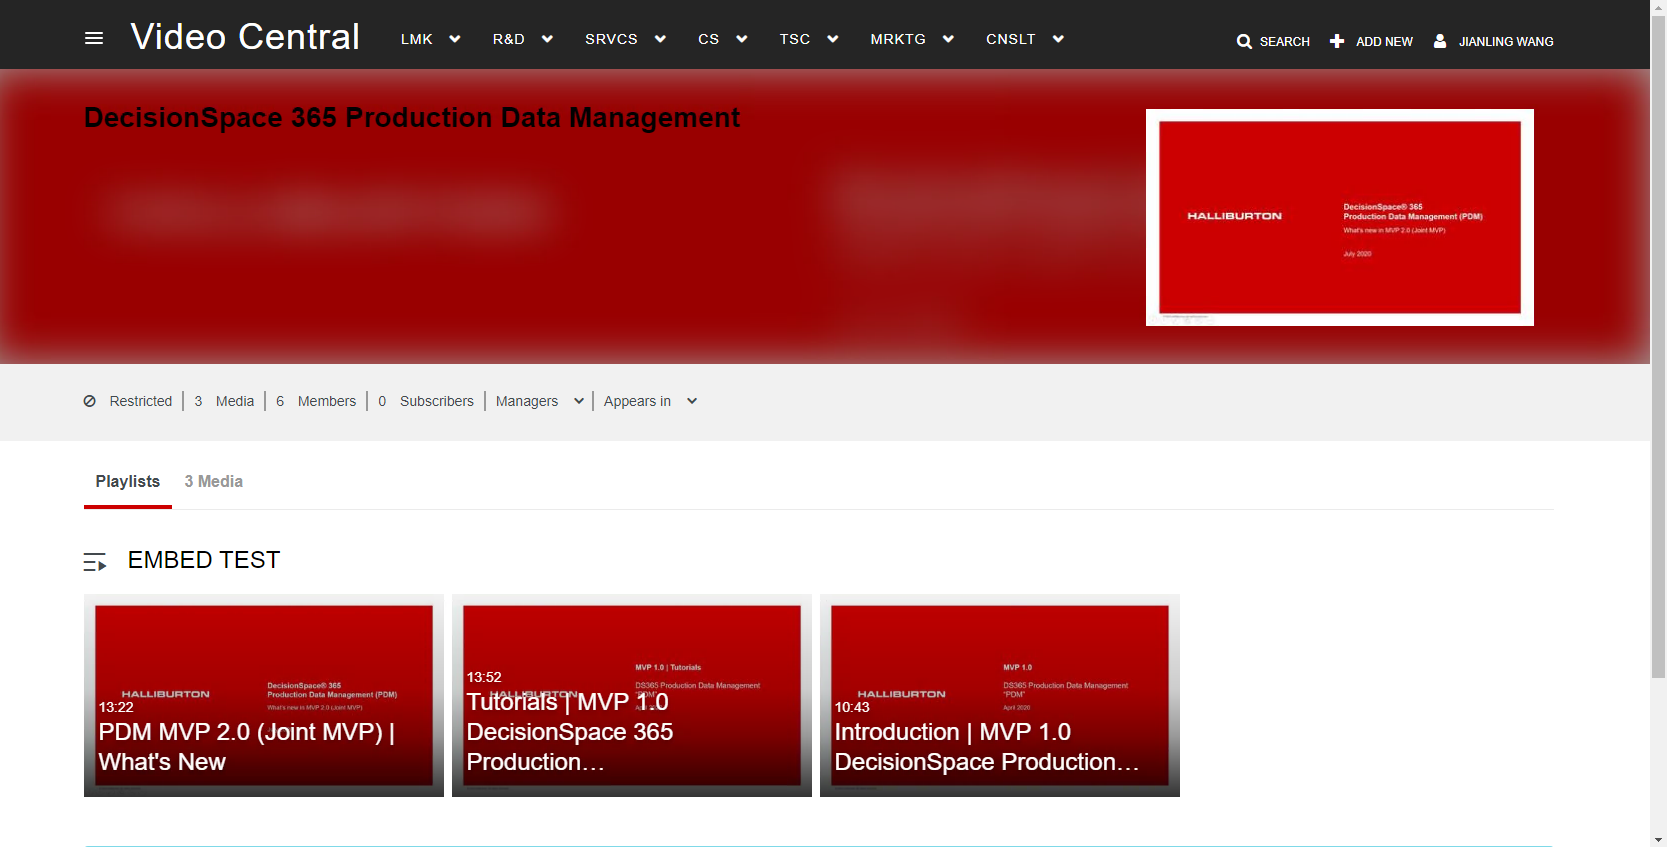 Video Central
LMK
R&D
SRVCS
CS
TSC
MRKTG
CNSLT
SEARCH
ADD NEW
JIANLING WANG
DecisionSpace 365 Production Data Management
HALLIBURTON
DecisionSpace® 365
Production Data Management (PDM)
What's new in MVP 2.0 (Joint MVP)
July 2020
Restricted
3 Media
6 Members
0 Subscribers
Managers
Appears in
Playlists
3 Media
EMBED TEST
HALLIBURTON
DecisionSpace® 365
Production Data Management (PDM)
What's new in MVP 2.0 (Joint MVP)
13:22
PDM MVP 2.0 (Joint MVP) |
What's New
MVP 1.0 | Tutorials
DS365 Production Data Management
"PDM"
HALLIBURTON
13:52
Tutorials | MVP 1.0
DecisionSpace 365
Production…
MVP 1.0
DS365 Production Data Management
"PDM"
April 2020
HALLIBURTON
10:43
Introduction | MVP 1.0
DecisionSpace Production…